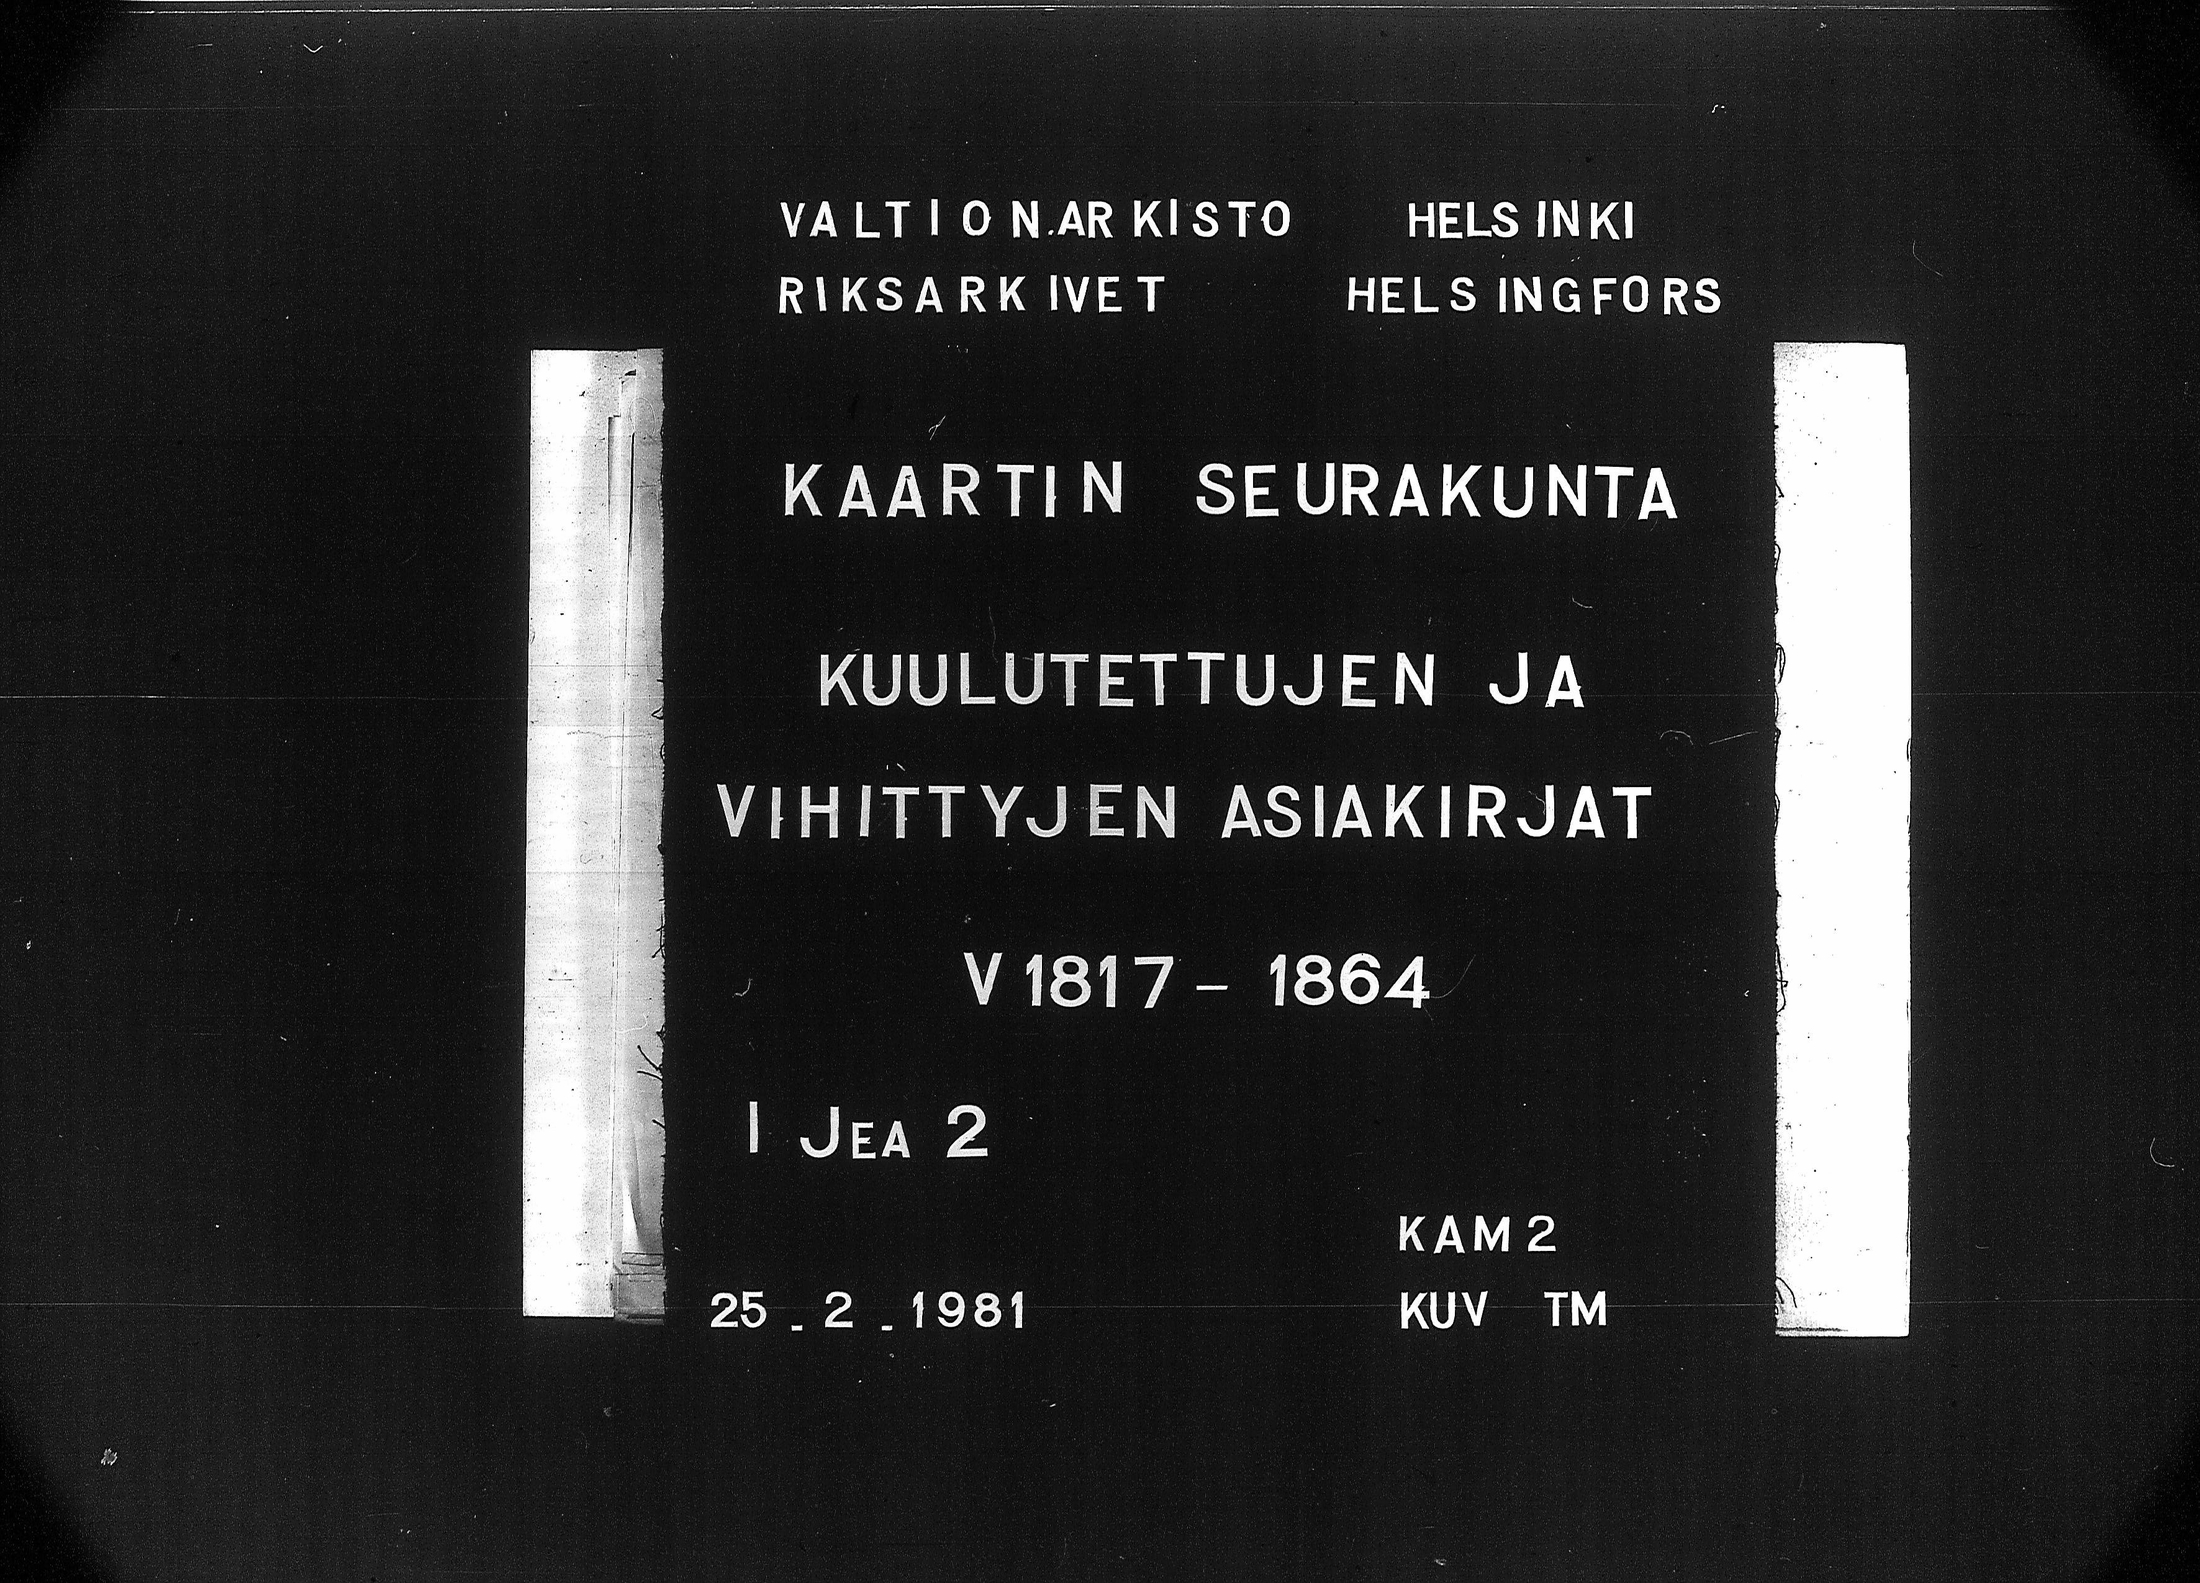 VALTIONARKISTO HELSINKI
RIKSARKIVET HELSINGFORS
KAARTIN SEURAKUNTA
KUULUTETTUJEN JA
VIHITTYJEN ASIAKIRJAT
V 1817 – 1864
I JEA 2
KAM 2
25.2.1981 KUV TM